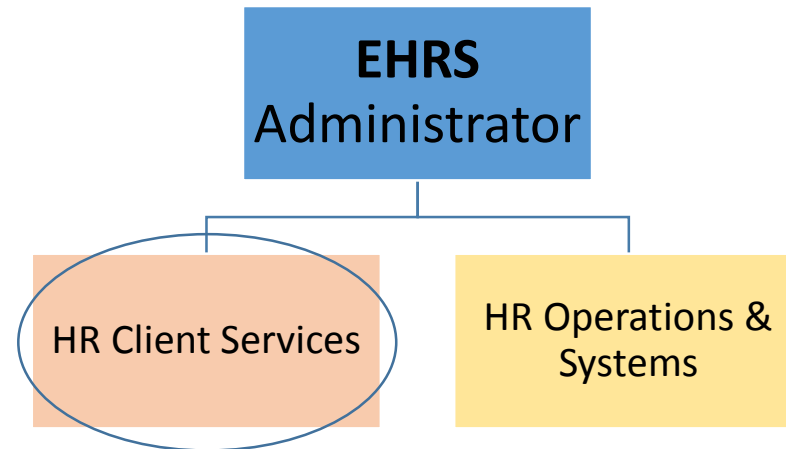 EHRS
Administrator
HR Client Services
HR Operations &
Systems